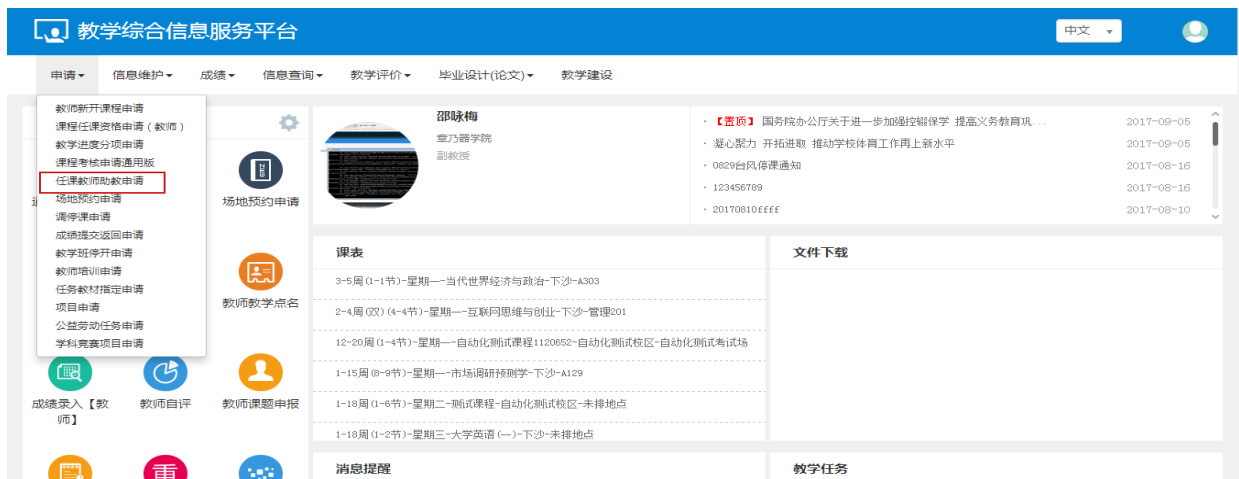 教学综合信息服务平台
中文
申请 信息维护 成绩 信息查询 教学评价 毕业设计(论文) 教学建设
教师新开课程申请
课程任课资格申请（教师）
教学进度分项申请
课程考核申请通用版
任课教师助教申请
场地预约申请
调停课申请
成绩提交返回申请
教学班停开申请
教师培训申请
任务教材指定申请
项目申请
公益劳动任务申请
学科竞赛项目申请
场地预约申请
教师教学点名
成绩录入【教师】
教师自评
教师课题申报
重
邵咏梅
章乃器学院
副教授
·【置顶】国务院办公厅关于进一步加强控辍保学 提高义务教育巩... 2017-09-05
· 凝心聚力 开拓进取 推动学校体育工作再上新水平 2017-09-05
· 0829台风停课通知 2017-08-16
· 123456789 2017-08-16
· 20170810ffff 2017-08-10
课表
3-5周(1-1节)-星期一-当代世界经济与政治-下沙-A303
2-4周(双)(4-4节)-星期一-互联网思维与创业-下沙-管理201
12-20周(1-4节)-星期一-自动化测试课程1120652-自动化测试校区-自动化测试考试场
1-15周(8-9节)-星期一-市场调研预测学-下沙-A129
1-18周(1-6节)-星期二-测试课程-自动化测试校区-未排地点
1-18周(1-2节)-星期三-大学英语(一)-下沙-未排地点
文件下载
消息提醒
教学任务